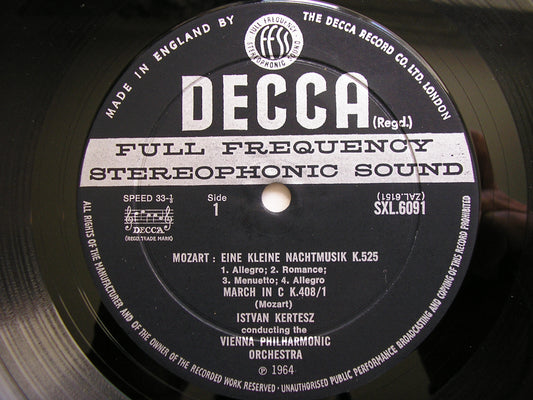 MADE IN ENGLAND BY
THE DECCA RECORD CO. LTD. LONDON
FULL FREQUENCY
FFSS
STEREOPHONIC SOUND
DECCA
(Regd.)
FULL FREQUENCY
STEREOPHONIC SOUND
SPEED 33-⅓
DECCA
(REGD. TRADE MARK)
Side
1
(ZAL.6151)
SXL.6091
MOZART : EINE KLEINE NACHTMUSIK K.525
1. Allegro; 2. Romance;
3. Menuetto; 4. Allegro
MARCH IN C K.408/1
(Mozart)
ISTVAN KERTESZ
conducting the
VIENNA PHILHARMONIC
ORCHESTRA
℗ 1964
ALL RIGHTS OF THE MANUFACTURER AND OF THE OWNER OF THE RECORDED WORK RESERVED · UNAUTHORISED PUBLIC PERFORMANCE BROADCASTING AND COPYING OF THIS RECORD PROHIBITED